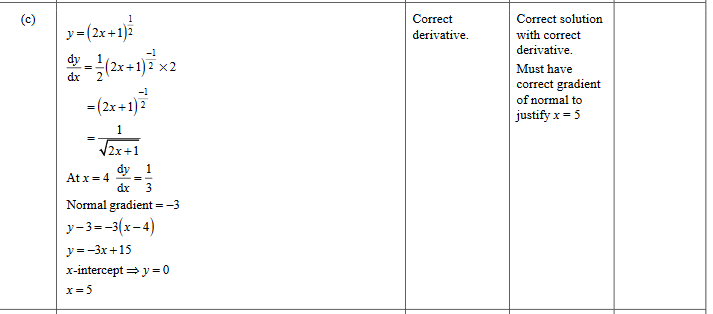 (c)
y=(2x+1)^{1/2}
dy/dx = 1/2 (2x+1)^{-1/2} ×2
=(2x+1)^{-1/2}
= 1/√(2x+1)
At x = 4 dy/dx = 1/3
Normal gradient = −3
y−3=−3(x−4)
y=−3x+15
x-intercept ⇒ y=0
x=5
Correct
derivative.
Correct solution
with correct
derivative.
Must have
correct gradient
of normal to
justify x = 5